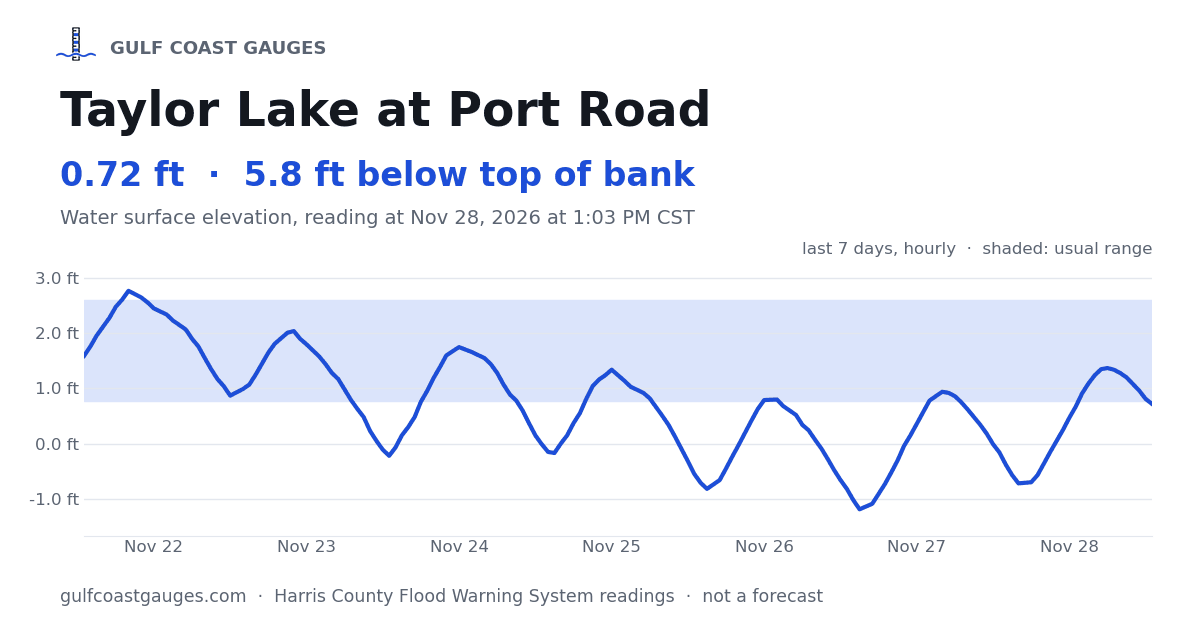 GULF COAST GAUGES
Taylor Lake at Port Road
0.72 ft · 5.8 ft below top of bank
Water surface elevation, reading at Nov 28, 2026 at 1:03 PM CST
last 7 days, hourly · shaded: usual range
3.0 ft
2.0 ft
1.0 ft
0.0 ft
-1.0 ft
Nov 22 Nov 23 Nov 24 Nov 25 Nov 26 Nov 27 Nov 28
gulfcoastgauges.com · Harris County Flood Warning System readings · not a forecast